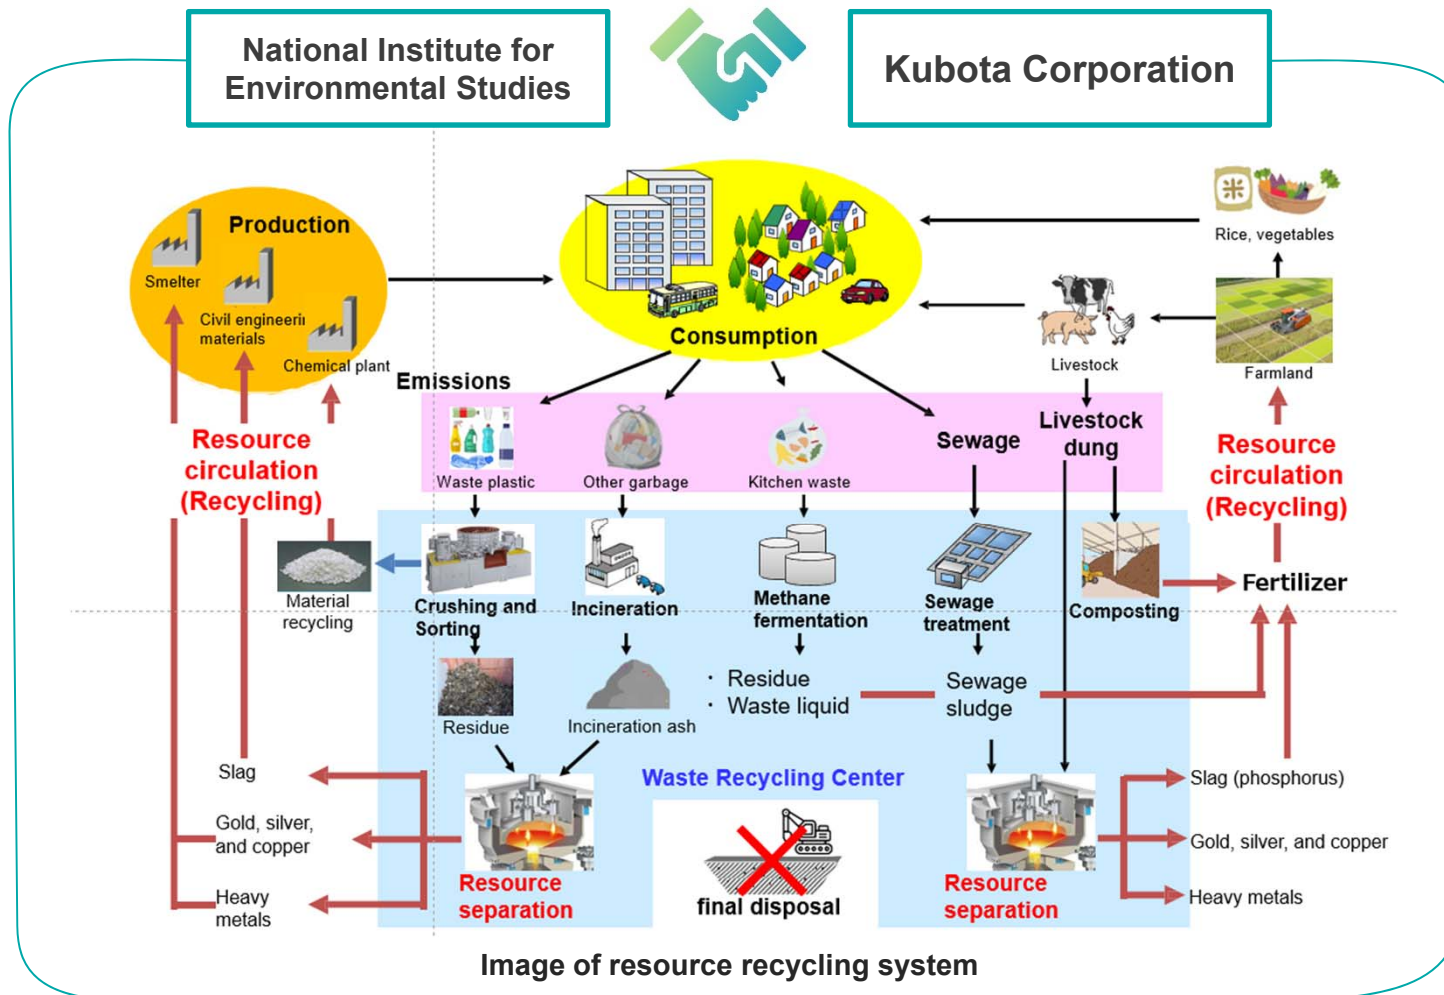 National Institute for
Environmental Studies
Kubota Corporation
Production
Smelter
Civil engineerin
materials
Chemical plant
Consumption
米
Rice, vegetables
Livestock
Farmland
Emissions
Waste plastic
Other garbage
Kitchen waste
Sewage
Livestock
dung
Resource
circulation
(Recycling)
Resource
circulation
(Recycling)
Material
recycling
Crushing and
Sorting
Incineration
Methane
fermentation
Sewage
treatment
Composting
Fertilizer
Residue
Incineration ash
・ Residue
・ Waste liquid
Sewage
sludge
Slag
Gold, silver,
and copper
Heavy
metals
Resource
separation
Waste Recycling Center
final disposal
Resource
separation
Slag (phosphorus)
Gold, silver, and copper
Heavy metals
Image of resource recycling system